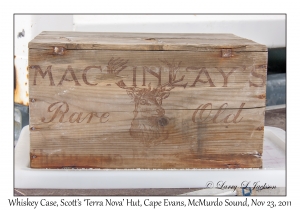 MACKINLAY'S
Rare Old
© Larry L Jackson
Whiskey Case, Scott's 'Terra Nova' Hut, Cape Evans, McMurdo Sound, Nov 23, 2011